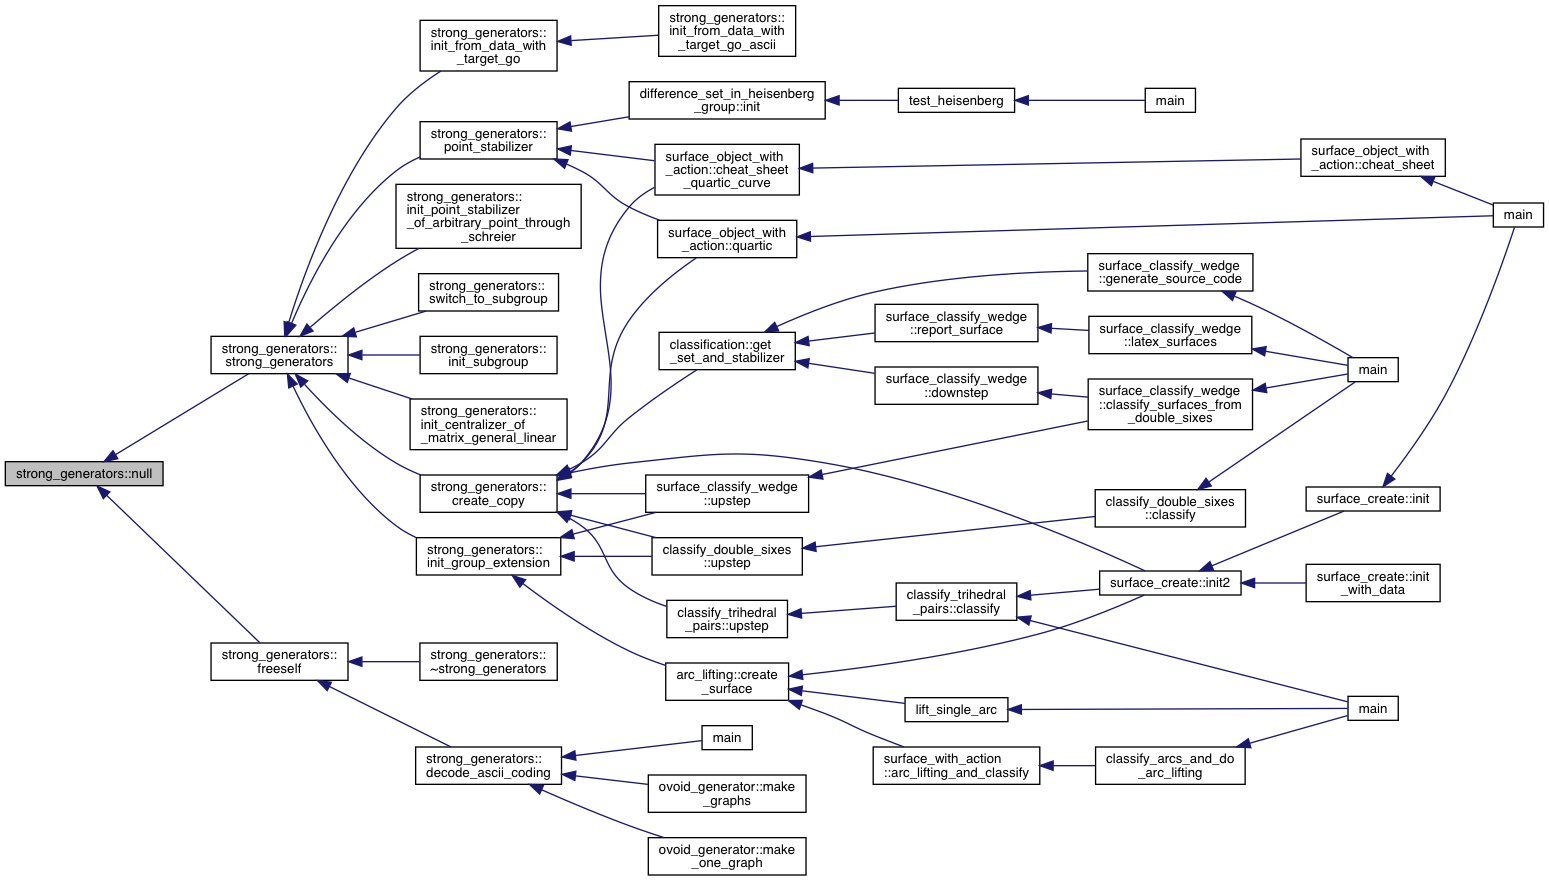 strong_generators::null
strong_generators::
strong_generators
strong_generators::
freeself
strong_generators::
init_from_data_with
_target_go
strong_generators::
point_stabilizer
strong_generators::
init_point_stabilizer
_of_arbitrary_point_through
_schreier
strong_generators::
switch_to_subgroup
strong_generators::
init_subgroup
strong_generators::
init_centralizer_of
_matrix_general_linear
strong_generators::
create_copy
strong_generators::
init_group_extension
strong_generators::
~strong_generators
strong_generators::
decode_ascii_coding
strong_generators::
init_from_data_with
_target_go_ascii
difference_set_in_heisenberg
_group::init
surface_object_with
_action::cheat_sheet
_quartic_curve
surface_object_with
_action::quartic
classification::get
_set_and_stabilizer
surface_classify_wedge
::upstep
classify_double_sixes
::upstep
classify_trihedral
_pairs::upstep
arc_lifting::create
_surface
main
ovoid_generator::make
_graphs
ovoid_generator::make
_one_graph
test_heisenberg
surface_classify_wedge
::report_surface
surface_classify_wedge
::downstep
classify_trihedral
_pairs::classify
lift_single_arc
surface_with_action
::arc_lifting_and_classify
main
surface_classify_wedge
::generate_source_code
surface_classify_wedge
::latex_surfaces
surface_classify_wedge
::classify_surfaces_from
_double_sixes
classify_double_sixes
::classify
surface_create::init2
classify_arcs_and_do
_arc_lifting
surface_object_with
_action::cheat_sheet
main
surface_create::init
surface_create::init
_with_data
main
main